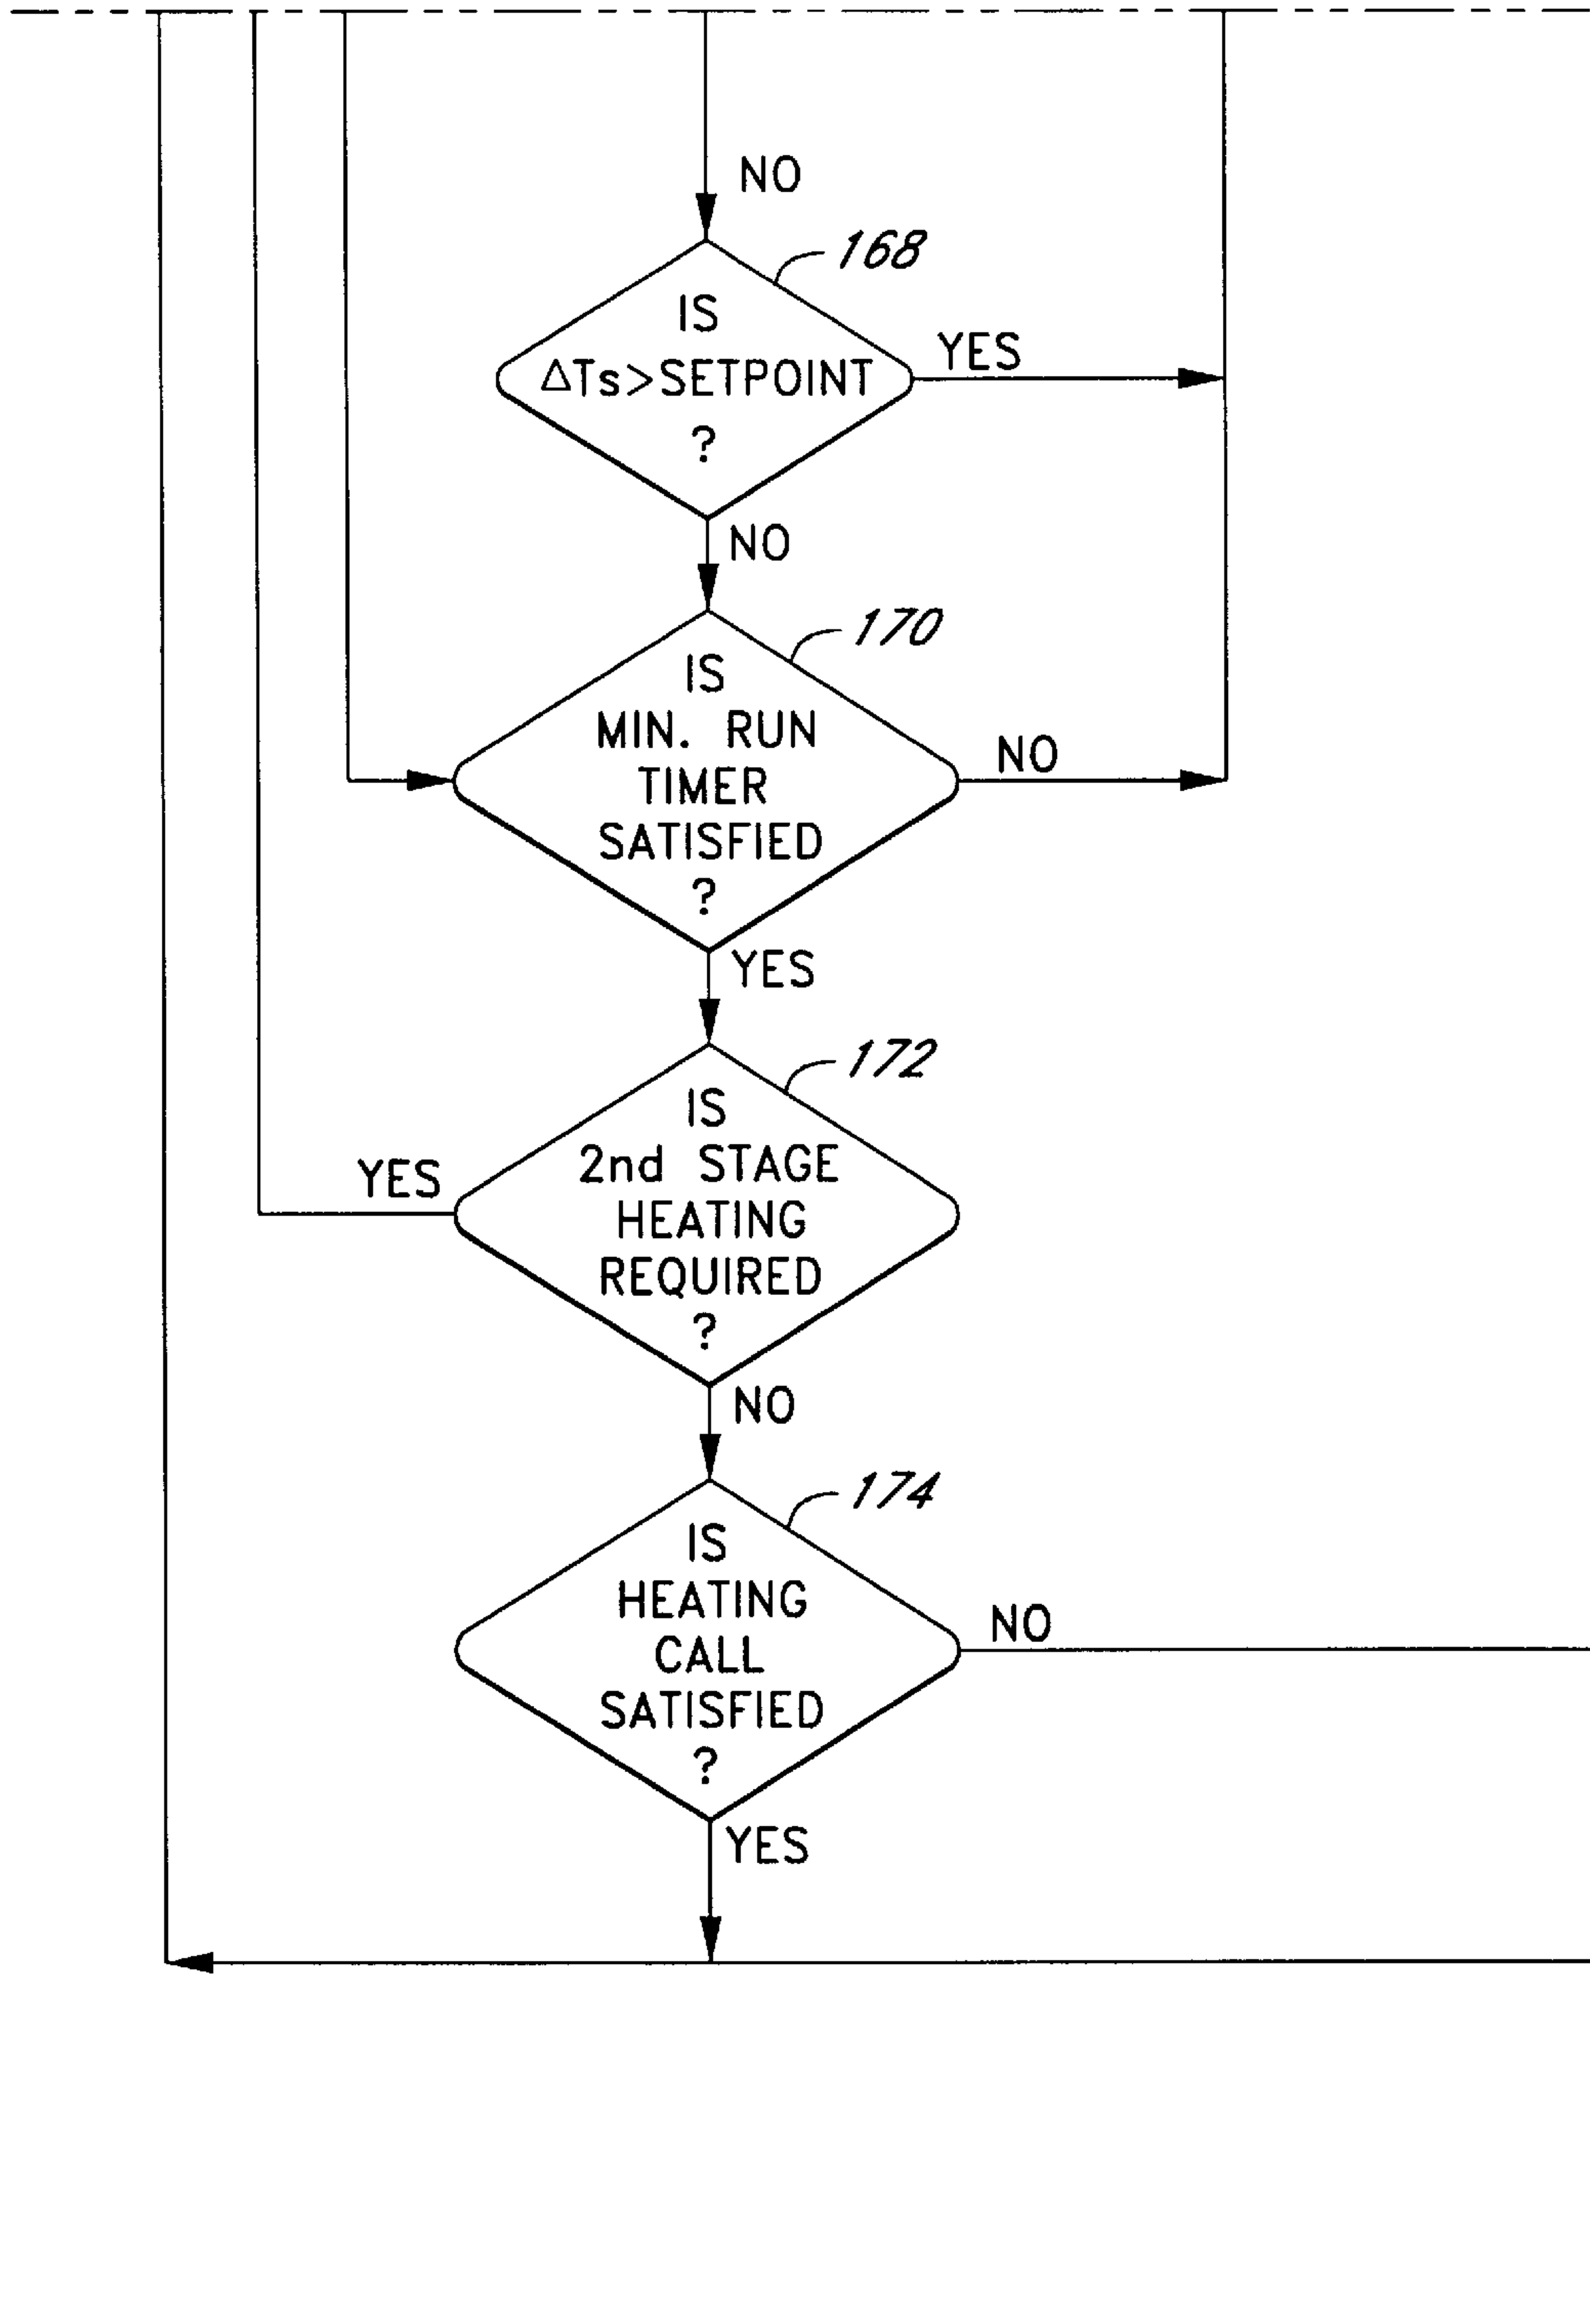 NO
168
IS
ΔTs>SETPOINT
?
YES
NO
170
IS
MIN. RUN
TIMER
SATISFIED
?
NO
YES
172
IS
2nd STAGE
HEATING
REQUIRED
?
YES
NO
174
IS
HEATING
CALL
SATISFIED
?
NO
YES